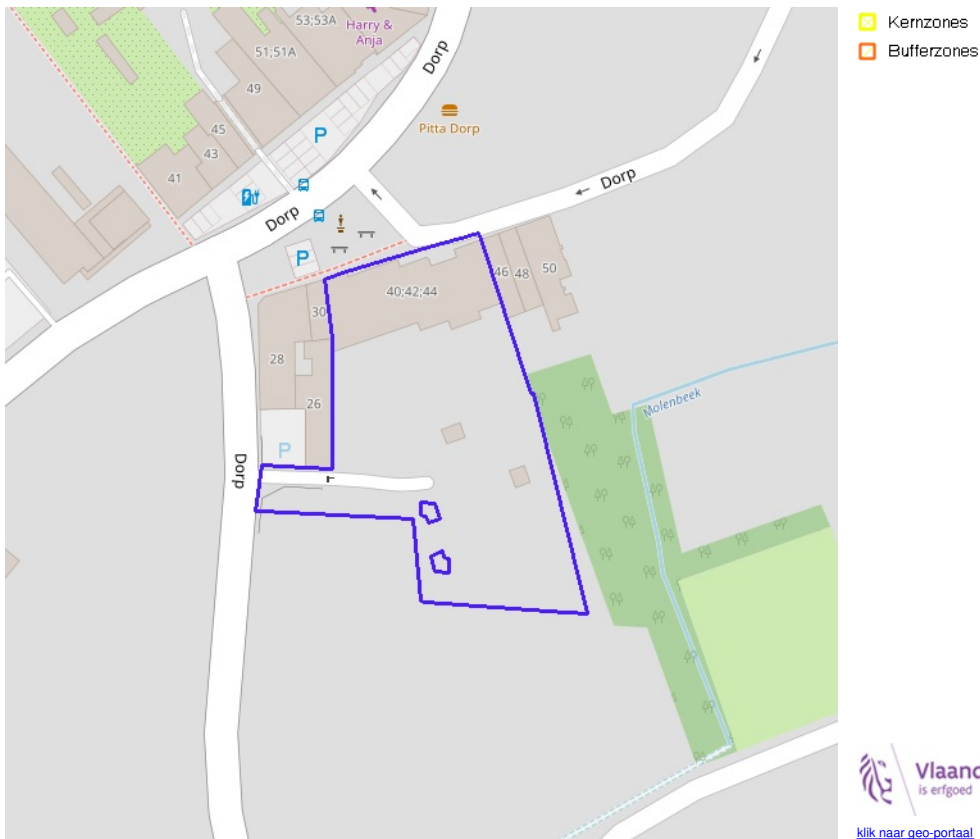 53;53A
Harry &
Anja
51;51A
Dorp
49
P
45
43
41
Pitta Dorp
Dorp
Dorp
P
40;42;44
46
48
50
30
28
26
P
Molenbeek
Dorp
Kernzones
Bufferzones
is erfgoed
klik naar geo-portaal